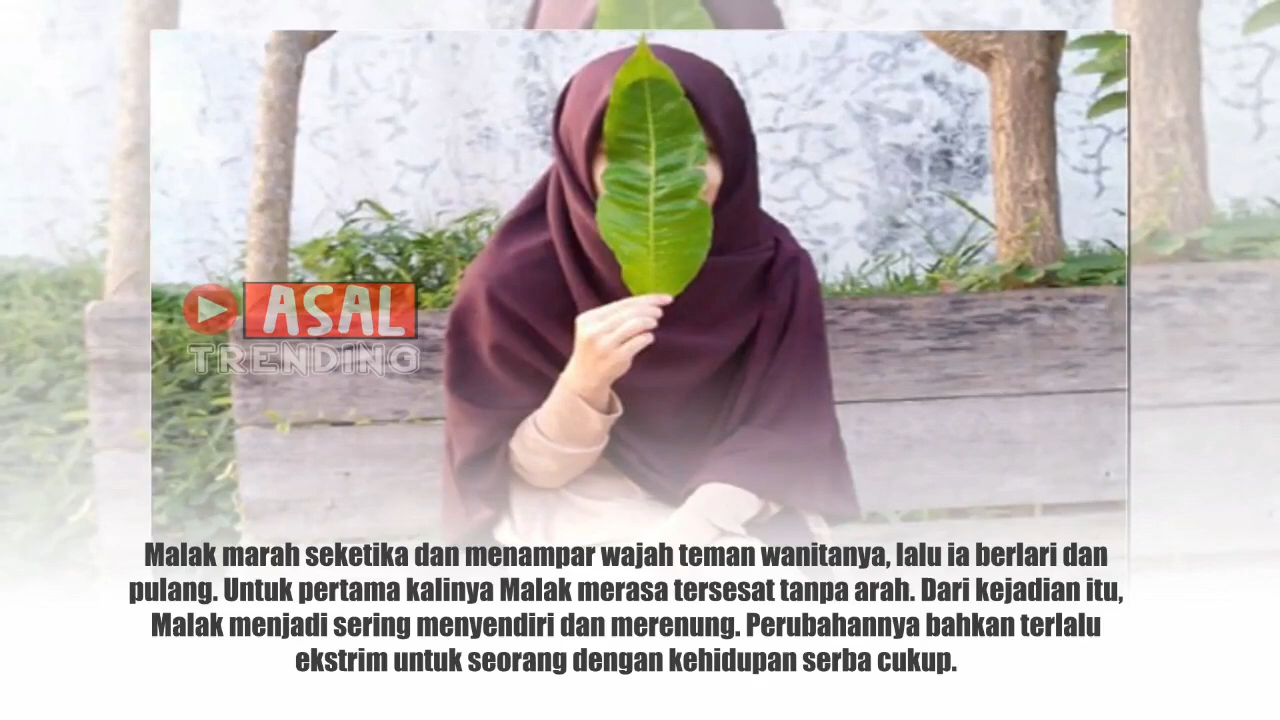 ASAL
TRENDING
Malak marah seketika dan menampar wajah teman wanitanya, lalu ia berlari dan
pulang. Untuk pertama kalinya Malak merasa tersesat tanpa arah. Dari kejadian itu,
Malak menjadi sering menyendiri dan merenung. Perubahannya bahkan terlalu
ekstrim untuk seorang dengan kehidupan serba cukup.